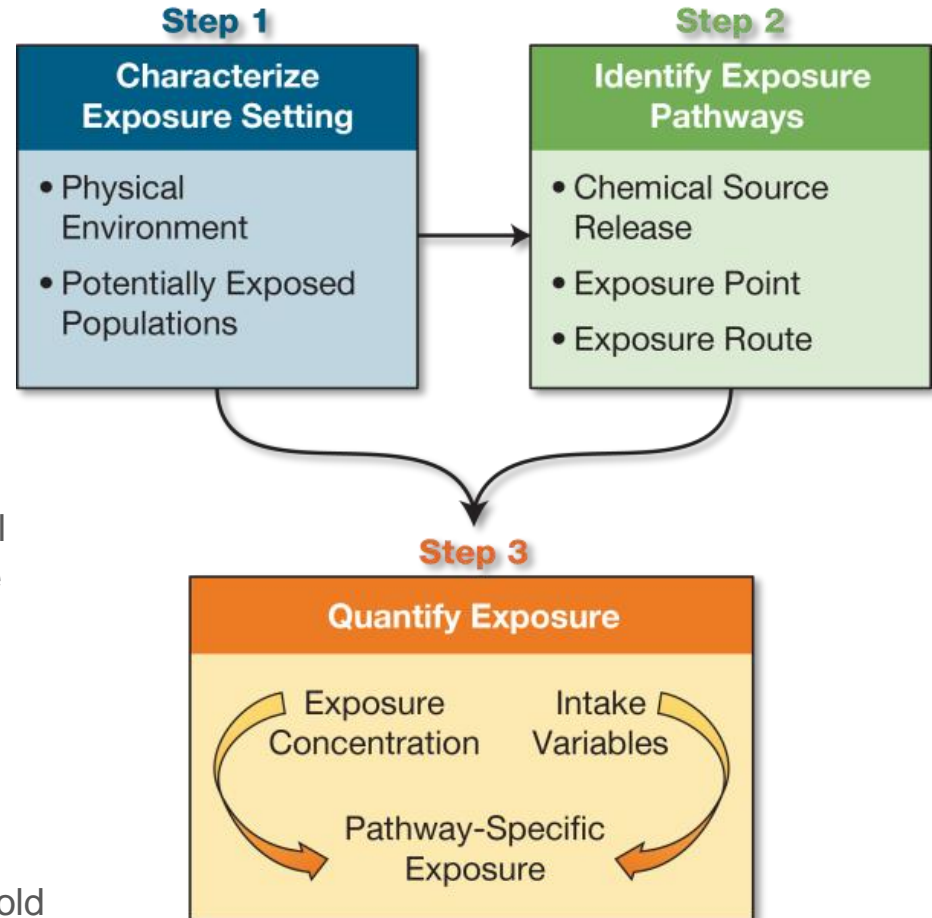 Step 1
Characterize
Exposure Setting
• Physical
Environment
• Potentially Exposed
Populations
Step 2
Identify Exposure
Pathways
• Chemical Source
Release
• Exposure Point
• Exposure Route
Step 3
Quantify Exposure
Exposure
Concentration
Intake
Variables
Pathway-Specific
Exposure